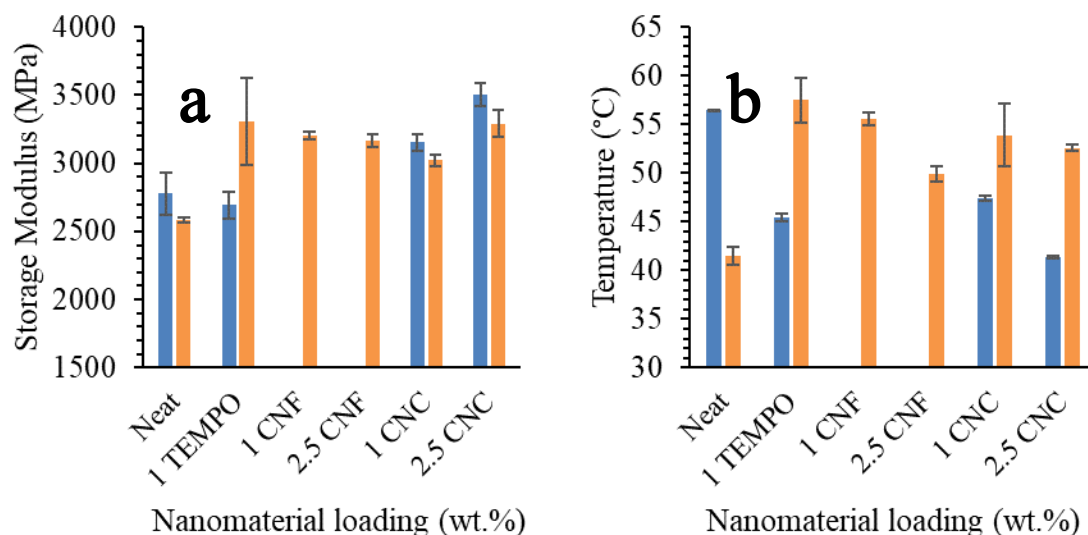 a
Storage Modulus (MPa)
4000
3500
3000
2500
2000
1500
Neat
1 TEMPO
1 CNF
2.5 CNF
1 CNC
2.5 CNC
Nanomaterial loading (wt.%)
b
Temperature (°C)
65
60
55
50
45
40
35
30
Neat
1 TEMPO
1 CNF
2.5 CNF
1 CNC
2.5 CNC
Nanomaterial loading (wt.%)